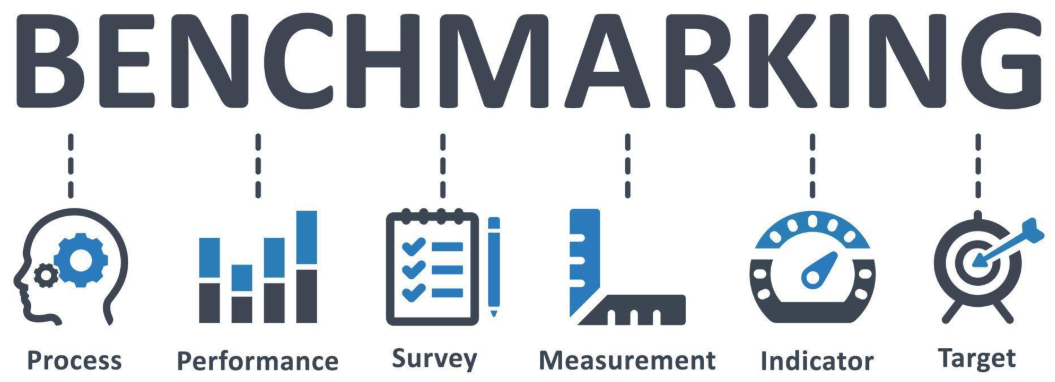 BENCHMARKING
Process Performance Survey Measurement Indicator Target